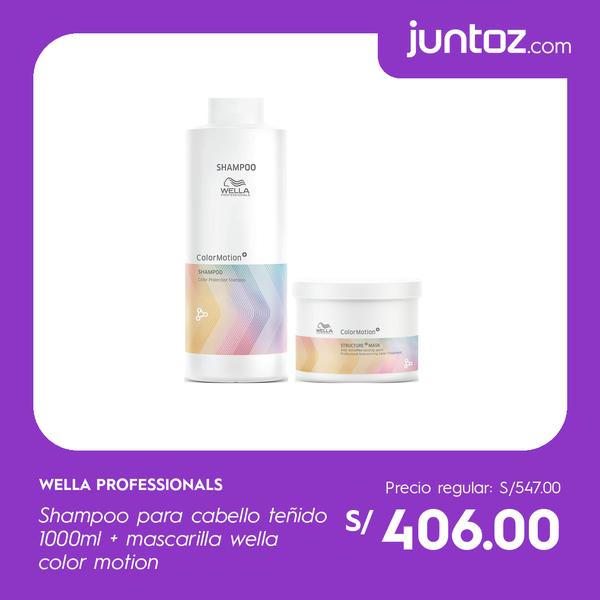 juntoz.com
SHAMPOO
WELLA
PROFESSIONALS
ColorMotion+
SHAMPOO
Color Protection Shampoo
WELLA
ColorMotion+
STRUCTURE+ MASK
WELLA PROFESSIONALS
Shampoo para cabello teñido
1000ml + mascarilla wella
color motion
Precio regular: S/547.00
S/ 406.00